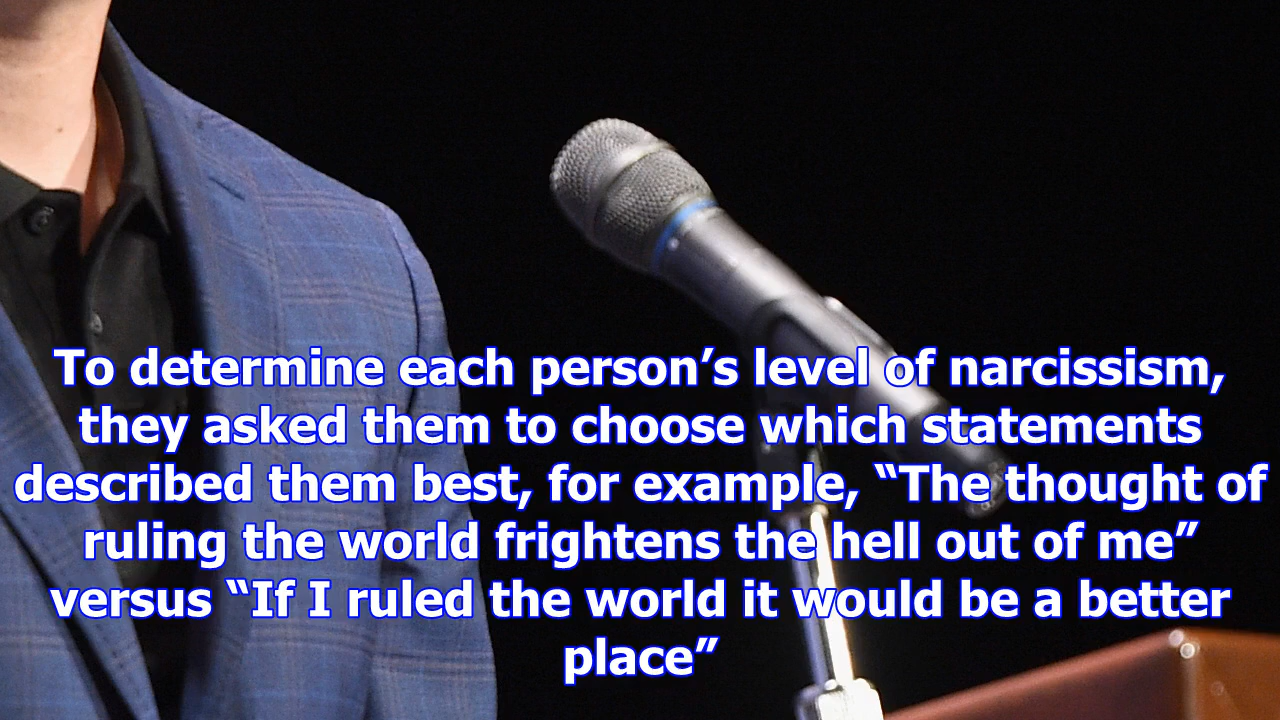 To determine each person’s level of narcissism,
they asked them to choose which statements
described them best, for example, “The thought of
ruling the world frightens the hell out of me”
versus “If I ruled the world it would be a better
place”